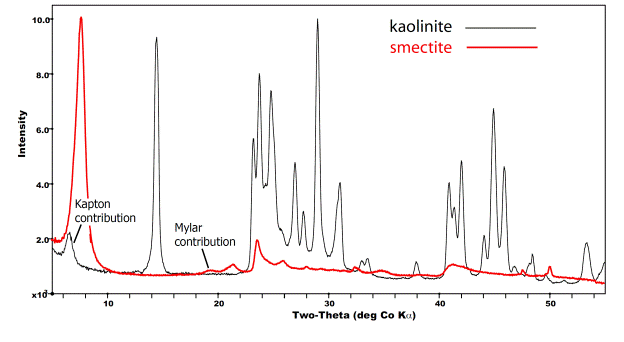 kaolinite
smectite
10.0
8.0
6.0
4.0
2.0
Intensity
Kapton
contribution
Mylar
contribution
10
20
30
40
50
Two-Theta (deg Co Kα)